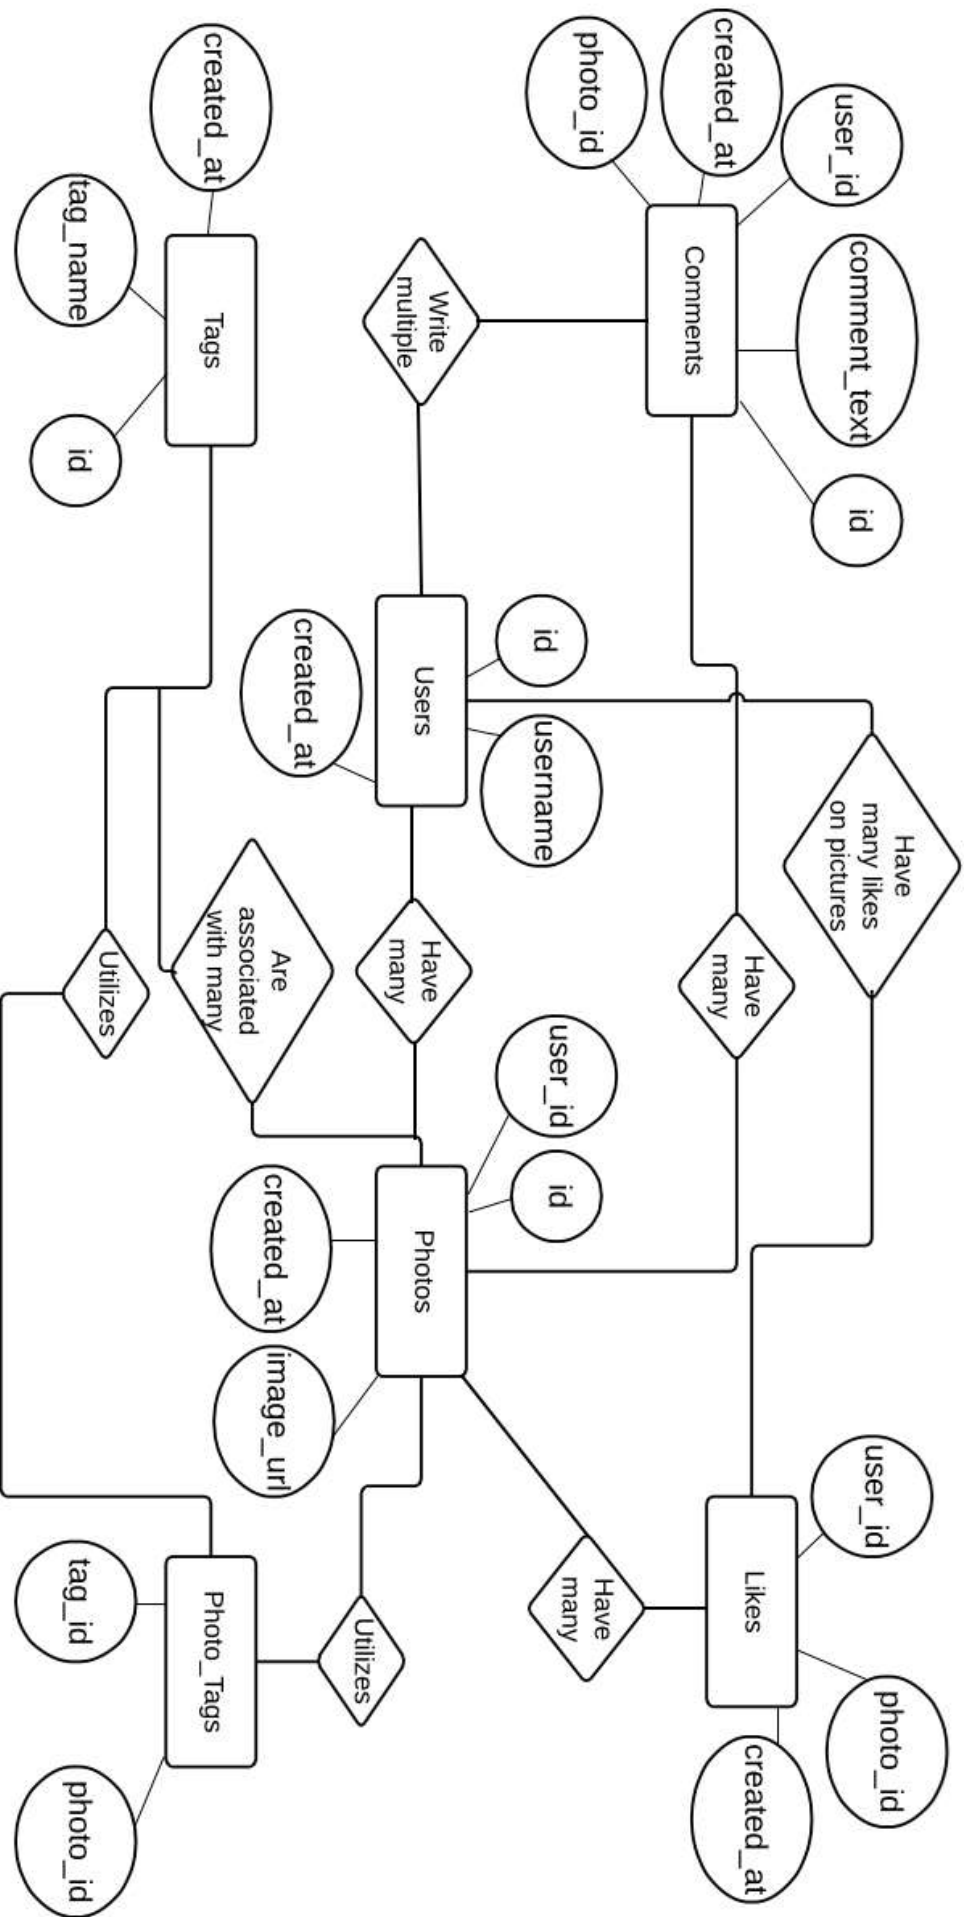 user_id
comment_text
id
created_at
photo_id
Comments
Have
many likes
on pictures
user_id
photo_id
created_at
Likes
Have
many
Write
multiple
id
username
Users
created_at
Have
many
user_id
id
Photos
created_at
image_url
Have
many
created_at
tag_name
Tags
id
Are
associated
with many
Utilizes
Utilizes
Photo_Tags
tag_id
photo_id